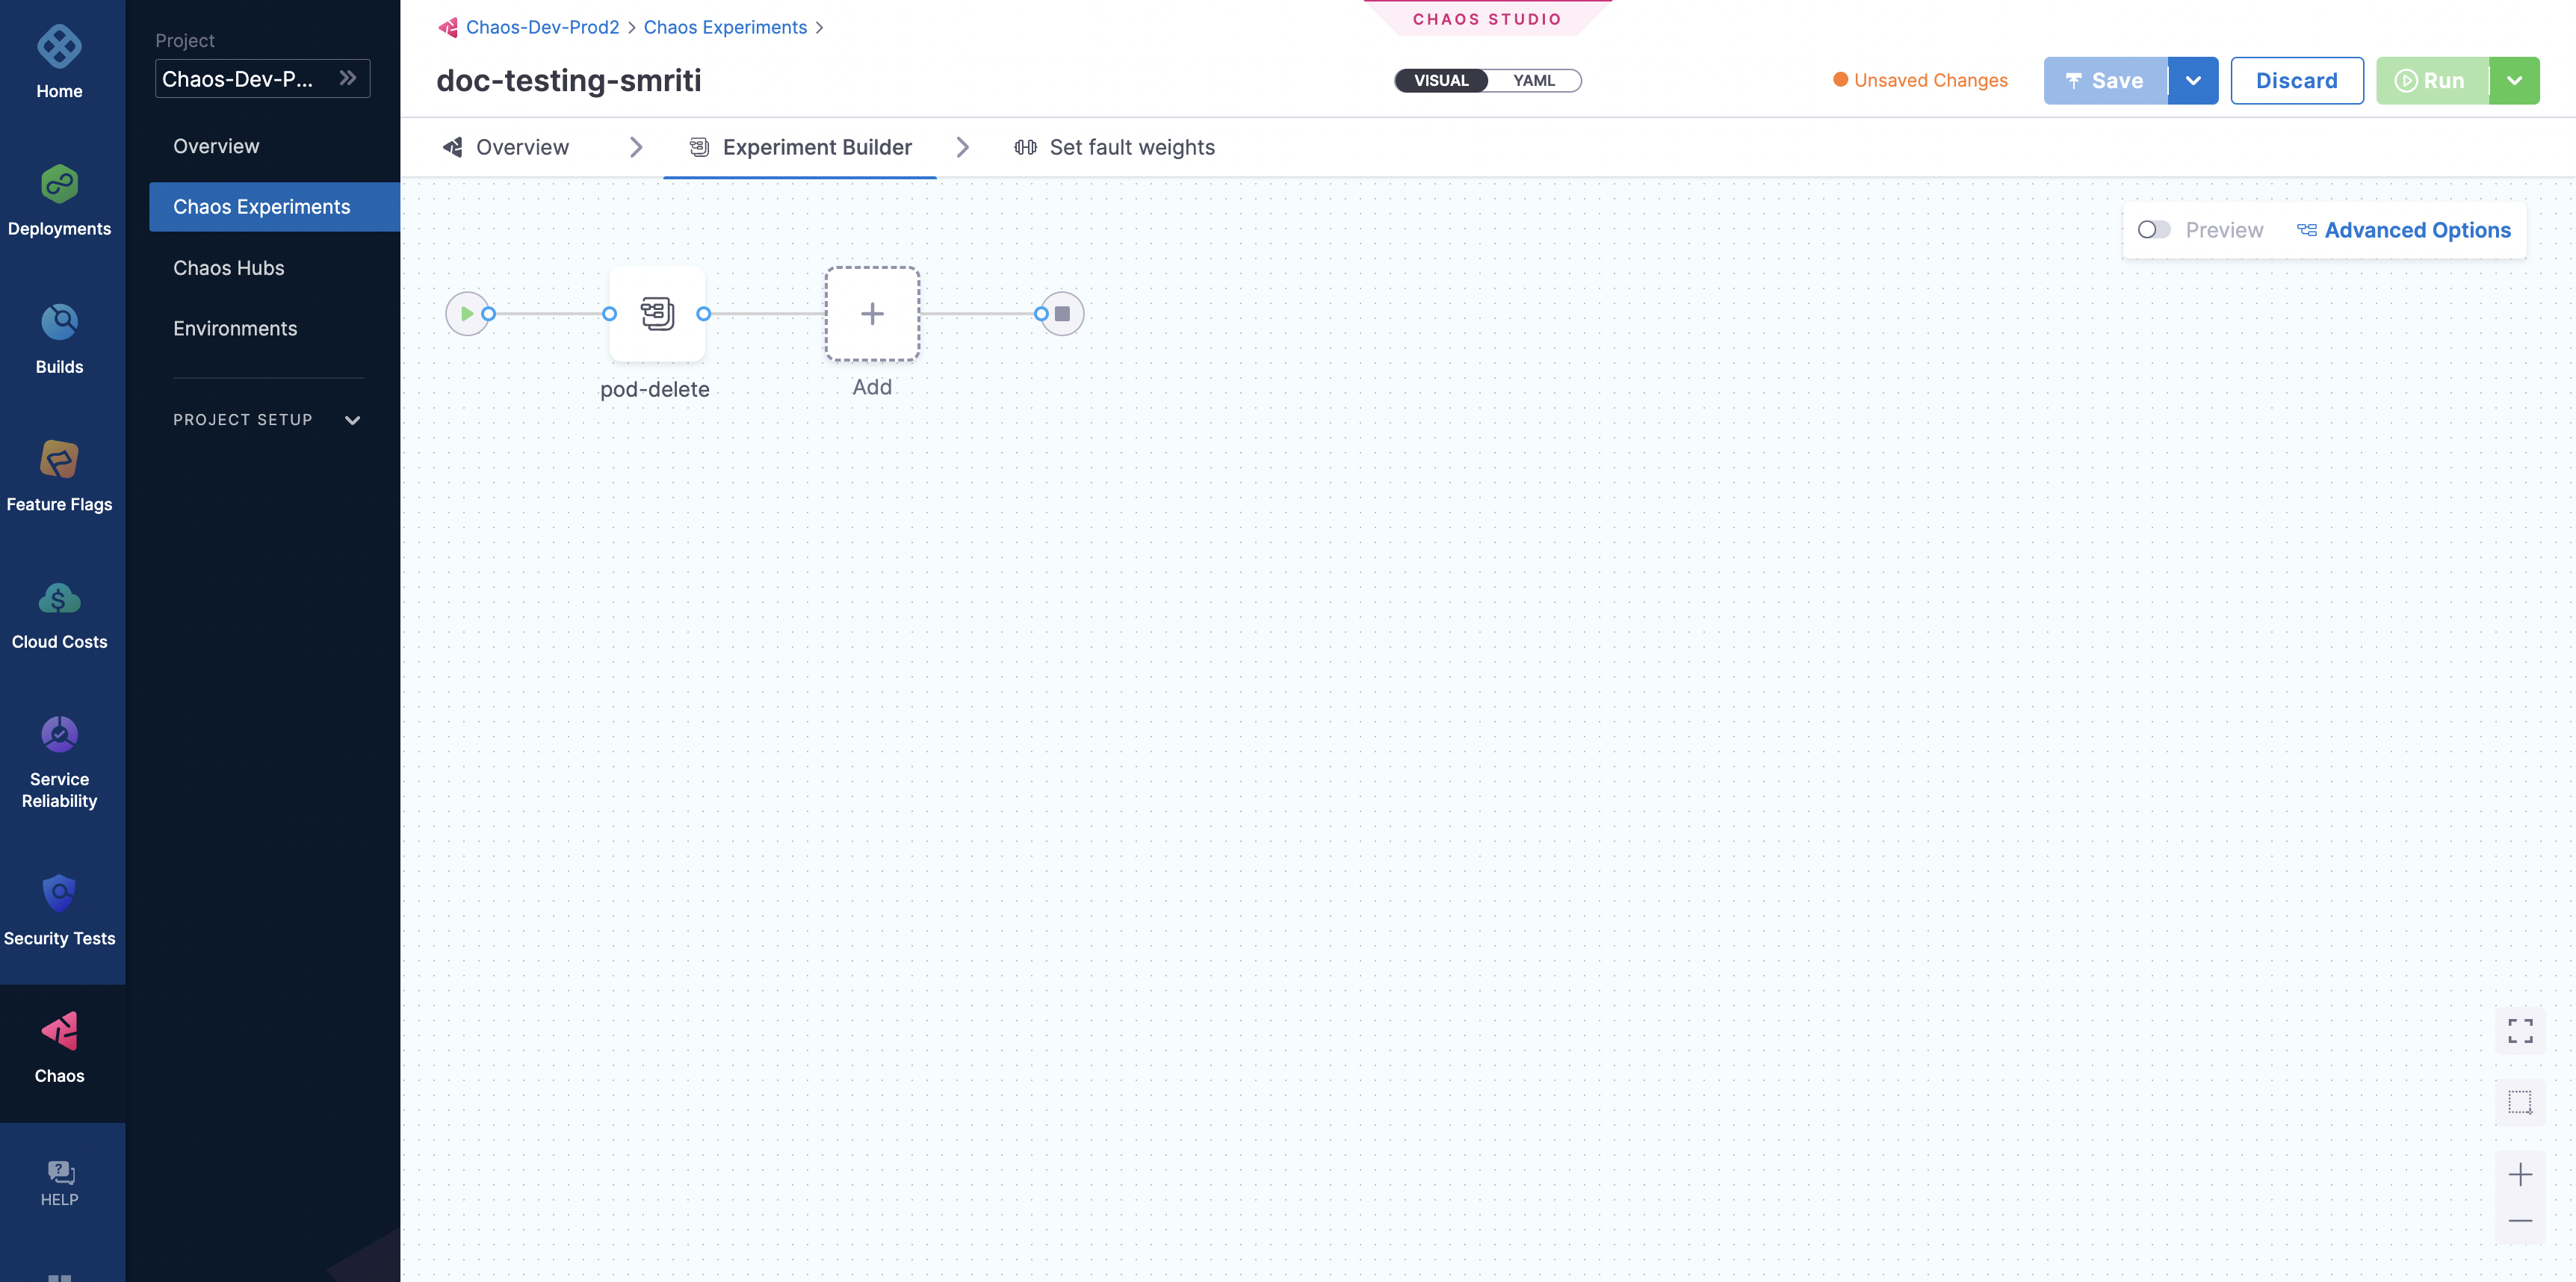 Home
Deployments
Builds
Feature Flags
Cloud Costs
Service
Reliability
Security Tests
Chaos
HELP
Project
Chaos-Dev-P...
Overview
Chaos Experiments
Chaos Hubs
Environments
PROJECT SETUP
Chaos-Dev-Prod2 > Chaos Experiments >
CHAOS STUDIO
doc-testing-smriti
VISUAL YAML
Unsaved Changes
Save
Discard
Run
Overview
Experiment Builder
Set fault weights
Preview
Advanced Options
pod-delete
Add